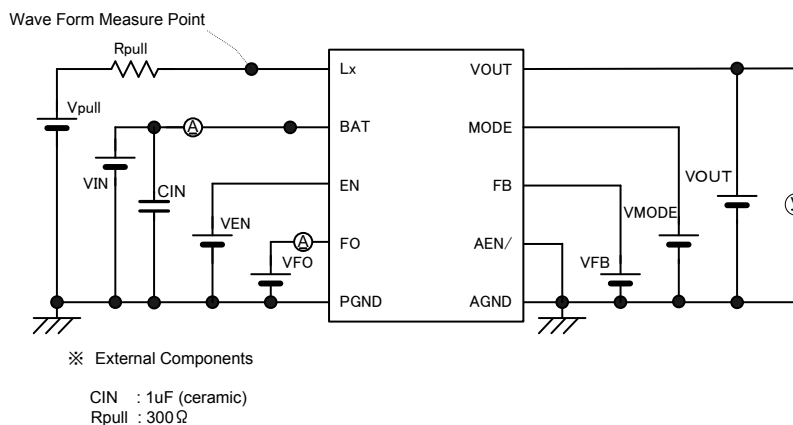 Wave Form Measure Point
Rpull
Lx
VOUT
Vpull
A
BAT
MODE
VIN
CIN
EN
FB
VOUT
VEN
VMODE
A
FO
AEN/
VFO
VFB
PGND
AGND
※ External Components
CIN : 1uF (ceramic)
Rpull : 300Ω